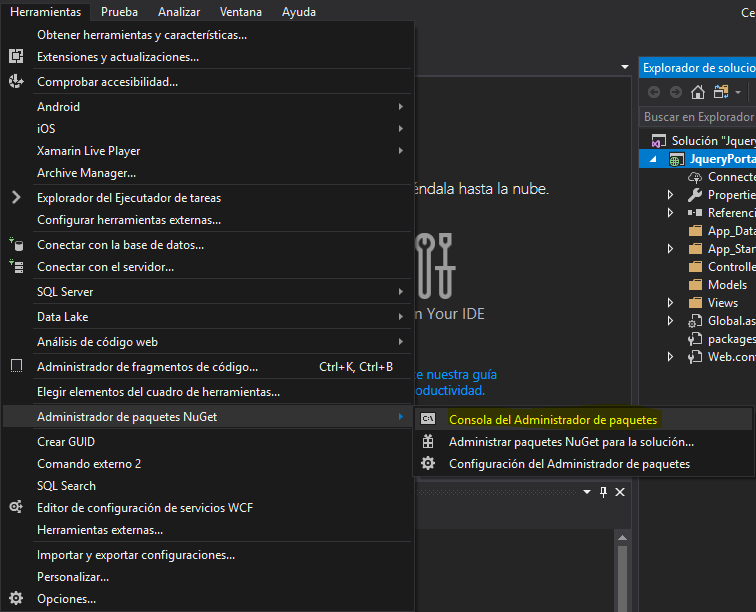 Herramientas Prueba Analizar Ventana Ayuda
Obtener herramientas y características...
Extensiones y actualizaciones...
Comprobar accesibilidad...
Android
iOS
Xamarin Live Player
Archive Manager...
Explorador del Ejecutador de tareas
Configurar herramientas externas...
Conectar con la base de datos...
Conectar con el servidor...
SQL Server
Data Lake
Análisis de código web
Administrador de fragmentos de código... Ctrl+K, Ctrl+B
Elegir elementos del cuadro de herramientas...
Administrador de paquetes NuGet
Crear GUID
Comando externo 2
SQL Search
Editor de configuración de servicios WCF
Herramientas externas...
Importar y exportar configuraciones...
Personalizar...
Opciones...
Consola del Administrador de paquetes
Administrar paquetes NuGet para la solución...
Configuración del Administrador de paquetes
éndala hasta la nube.
n Your IDE
e nuestra guía
oductividad.
Ce
Explorador de solucio
Buscar en Explorador
Solución "Jquery
JqueryPorta
Connecte
Propertie
Referenci
App_Data
App_Star
Controlle
Models
Views
Global.as
packages
Web.con